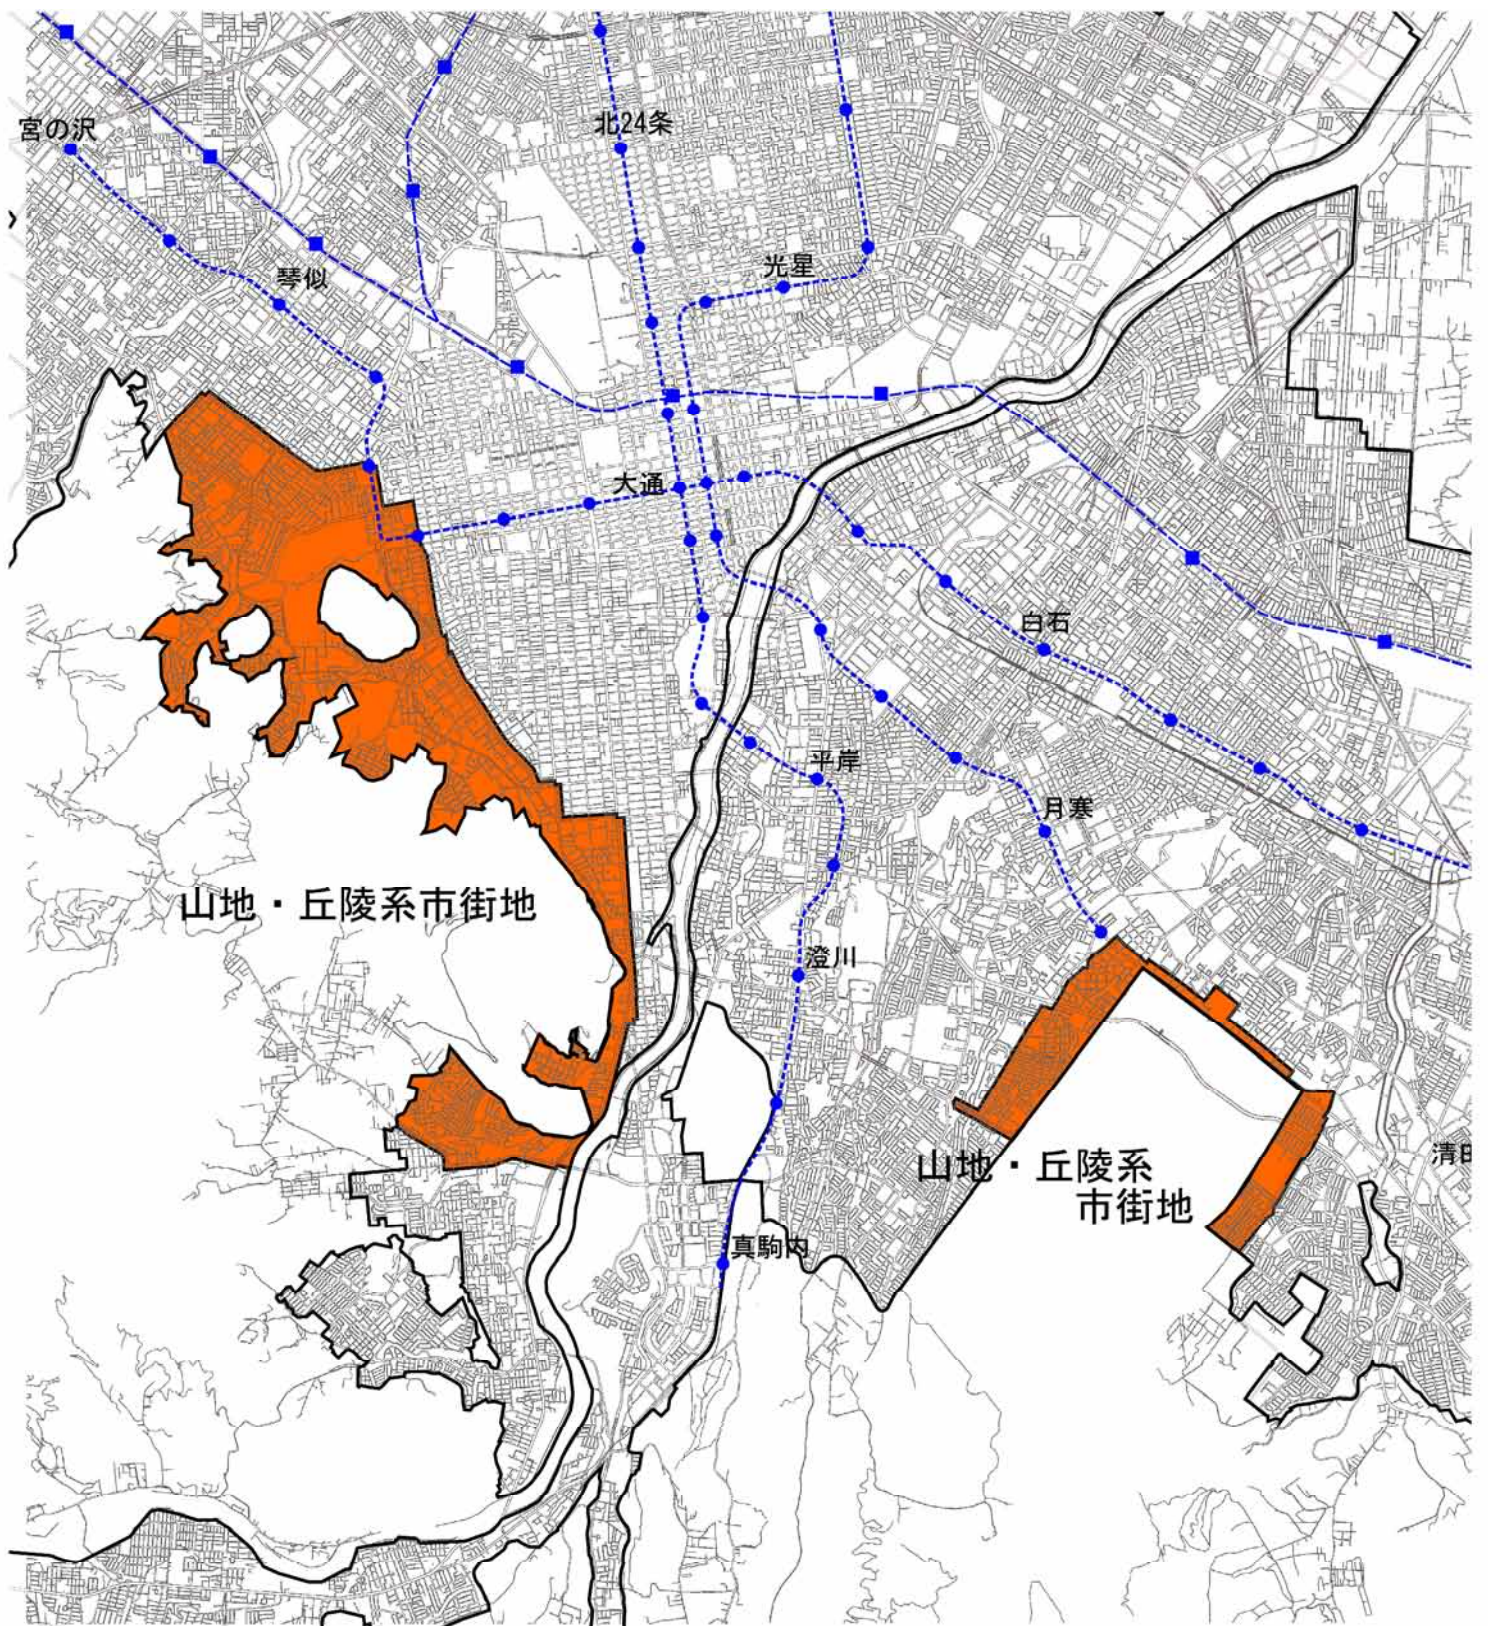 宮の沢
北24条
琴似
光星
大通
白石
平岸
月寒
山地・丘陵系市街地
澄川
山地・丘陵系
市街地
清田
真駒内